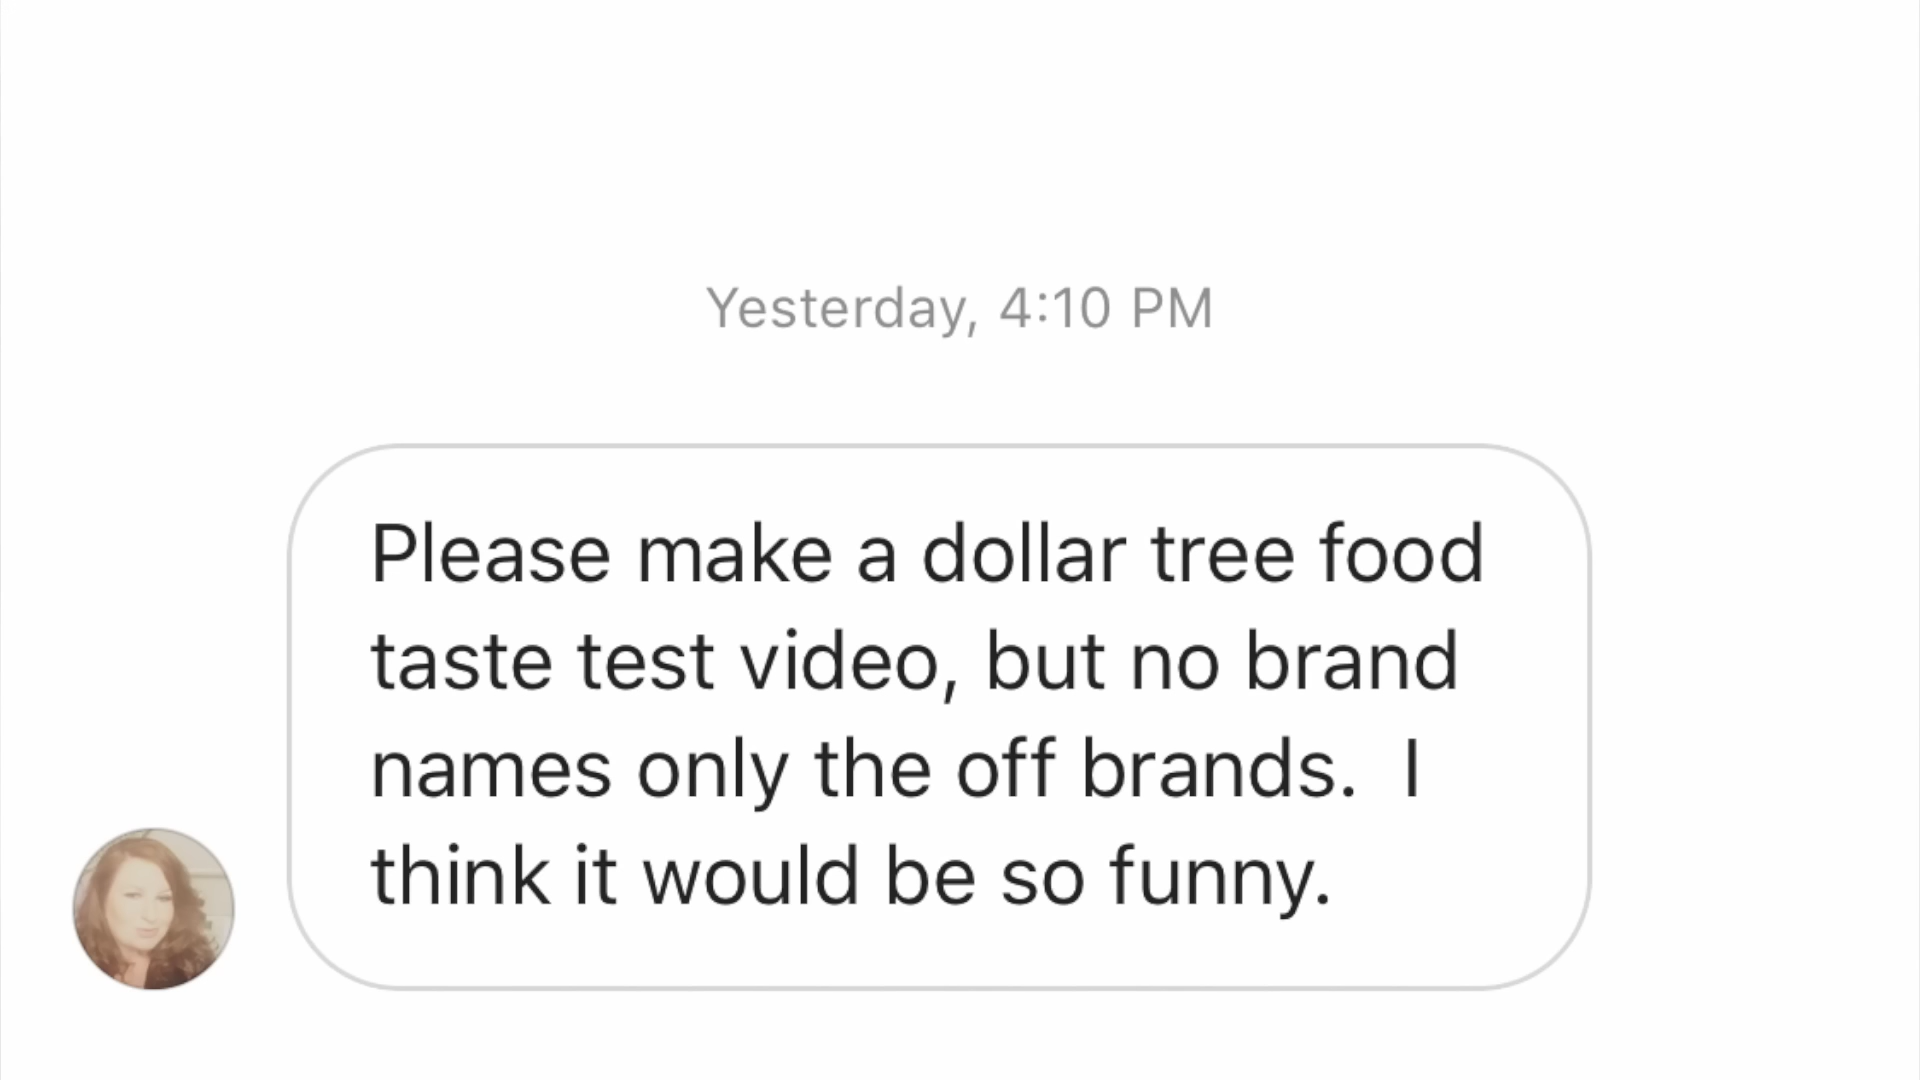 Yesterday, 4:10 PM
Please make a dollar tree food
taste test video, but no brand
names only the off brands.  I
think it would be so funny.